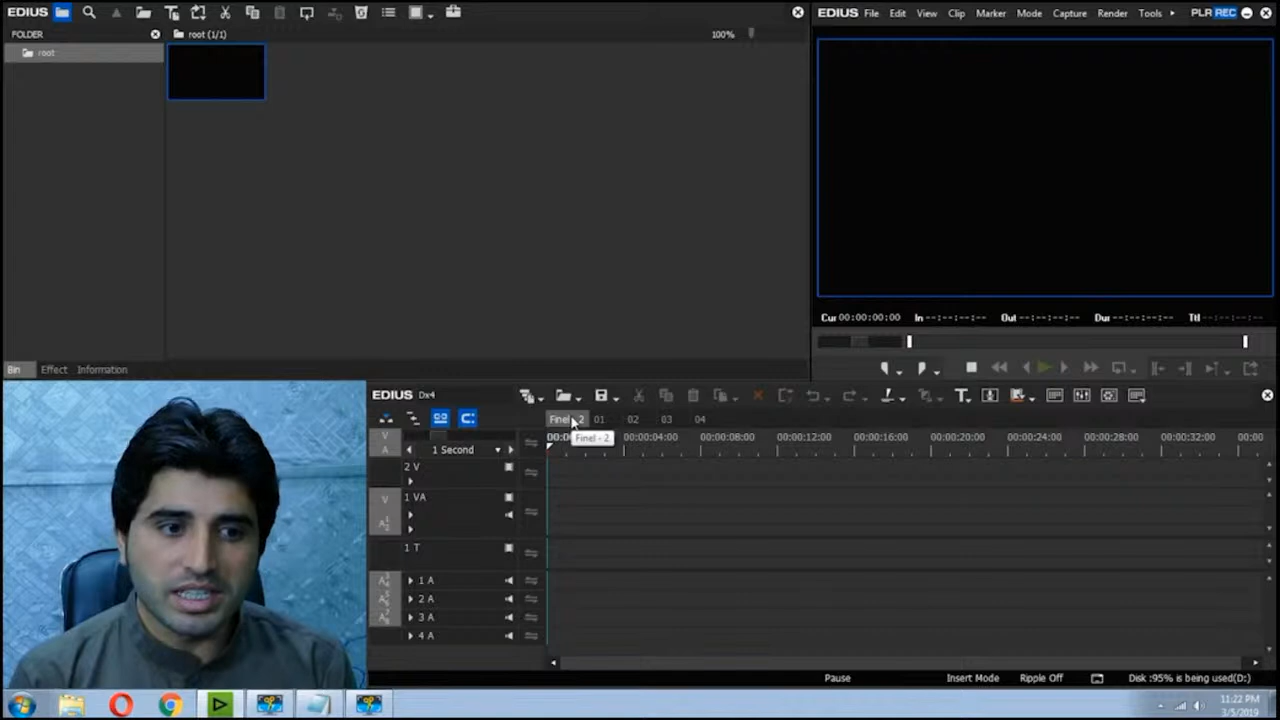 EDIUS
FOLDER
root (1/1)
100%
root
Bin
Effect
Information
EDIUS File Edit View Clip Marker Mode Capture Render Tools PLR REC
Cur 00:00:00:00 In --:--:--:-- Out --:--:--:-- Dur --:--:--:-- Ttl --:--:--:--
EDIUS Dx4
Finel - 2 01 02 03 04
Finel - 2
00:00:04:00 00:00:08:00 00:00:12:00 00:00:16:00 00:00:20:00 00:00:24:00 00:00:28:00 00:00:32:00 00:00
V
A
1 Second
2 V
V
1 VA
1 T
1 A
2 A
3 A
4 A
Pause Insert Mode Ripple Off Disk :95% is being used(D:)
11:22 PM
3/5/2019